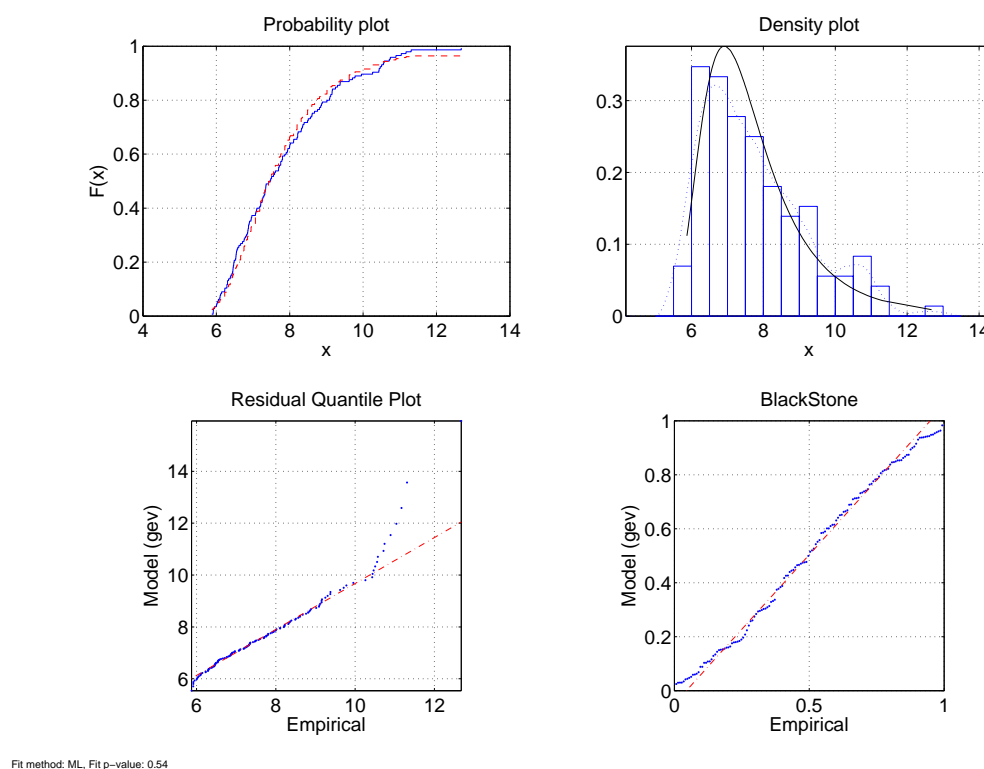 Probability plot
F(x)
1
0.8
0.6
0.4
0.2
0
4 6 8 10 12 14
x
Density plot
0.3
0.2
0.1
0
6 8 10 12 14
x
Residual Quantile Plot
Model (gev)
14
12
10
8
6
6 8 10 12
Empirical
BlackStone
Model (gev)
1
0.8
0.6
0.4
0.2
0
0 0.5 1
Empirical
Fit method: ML, Fit p−value: 0.54